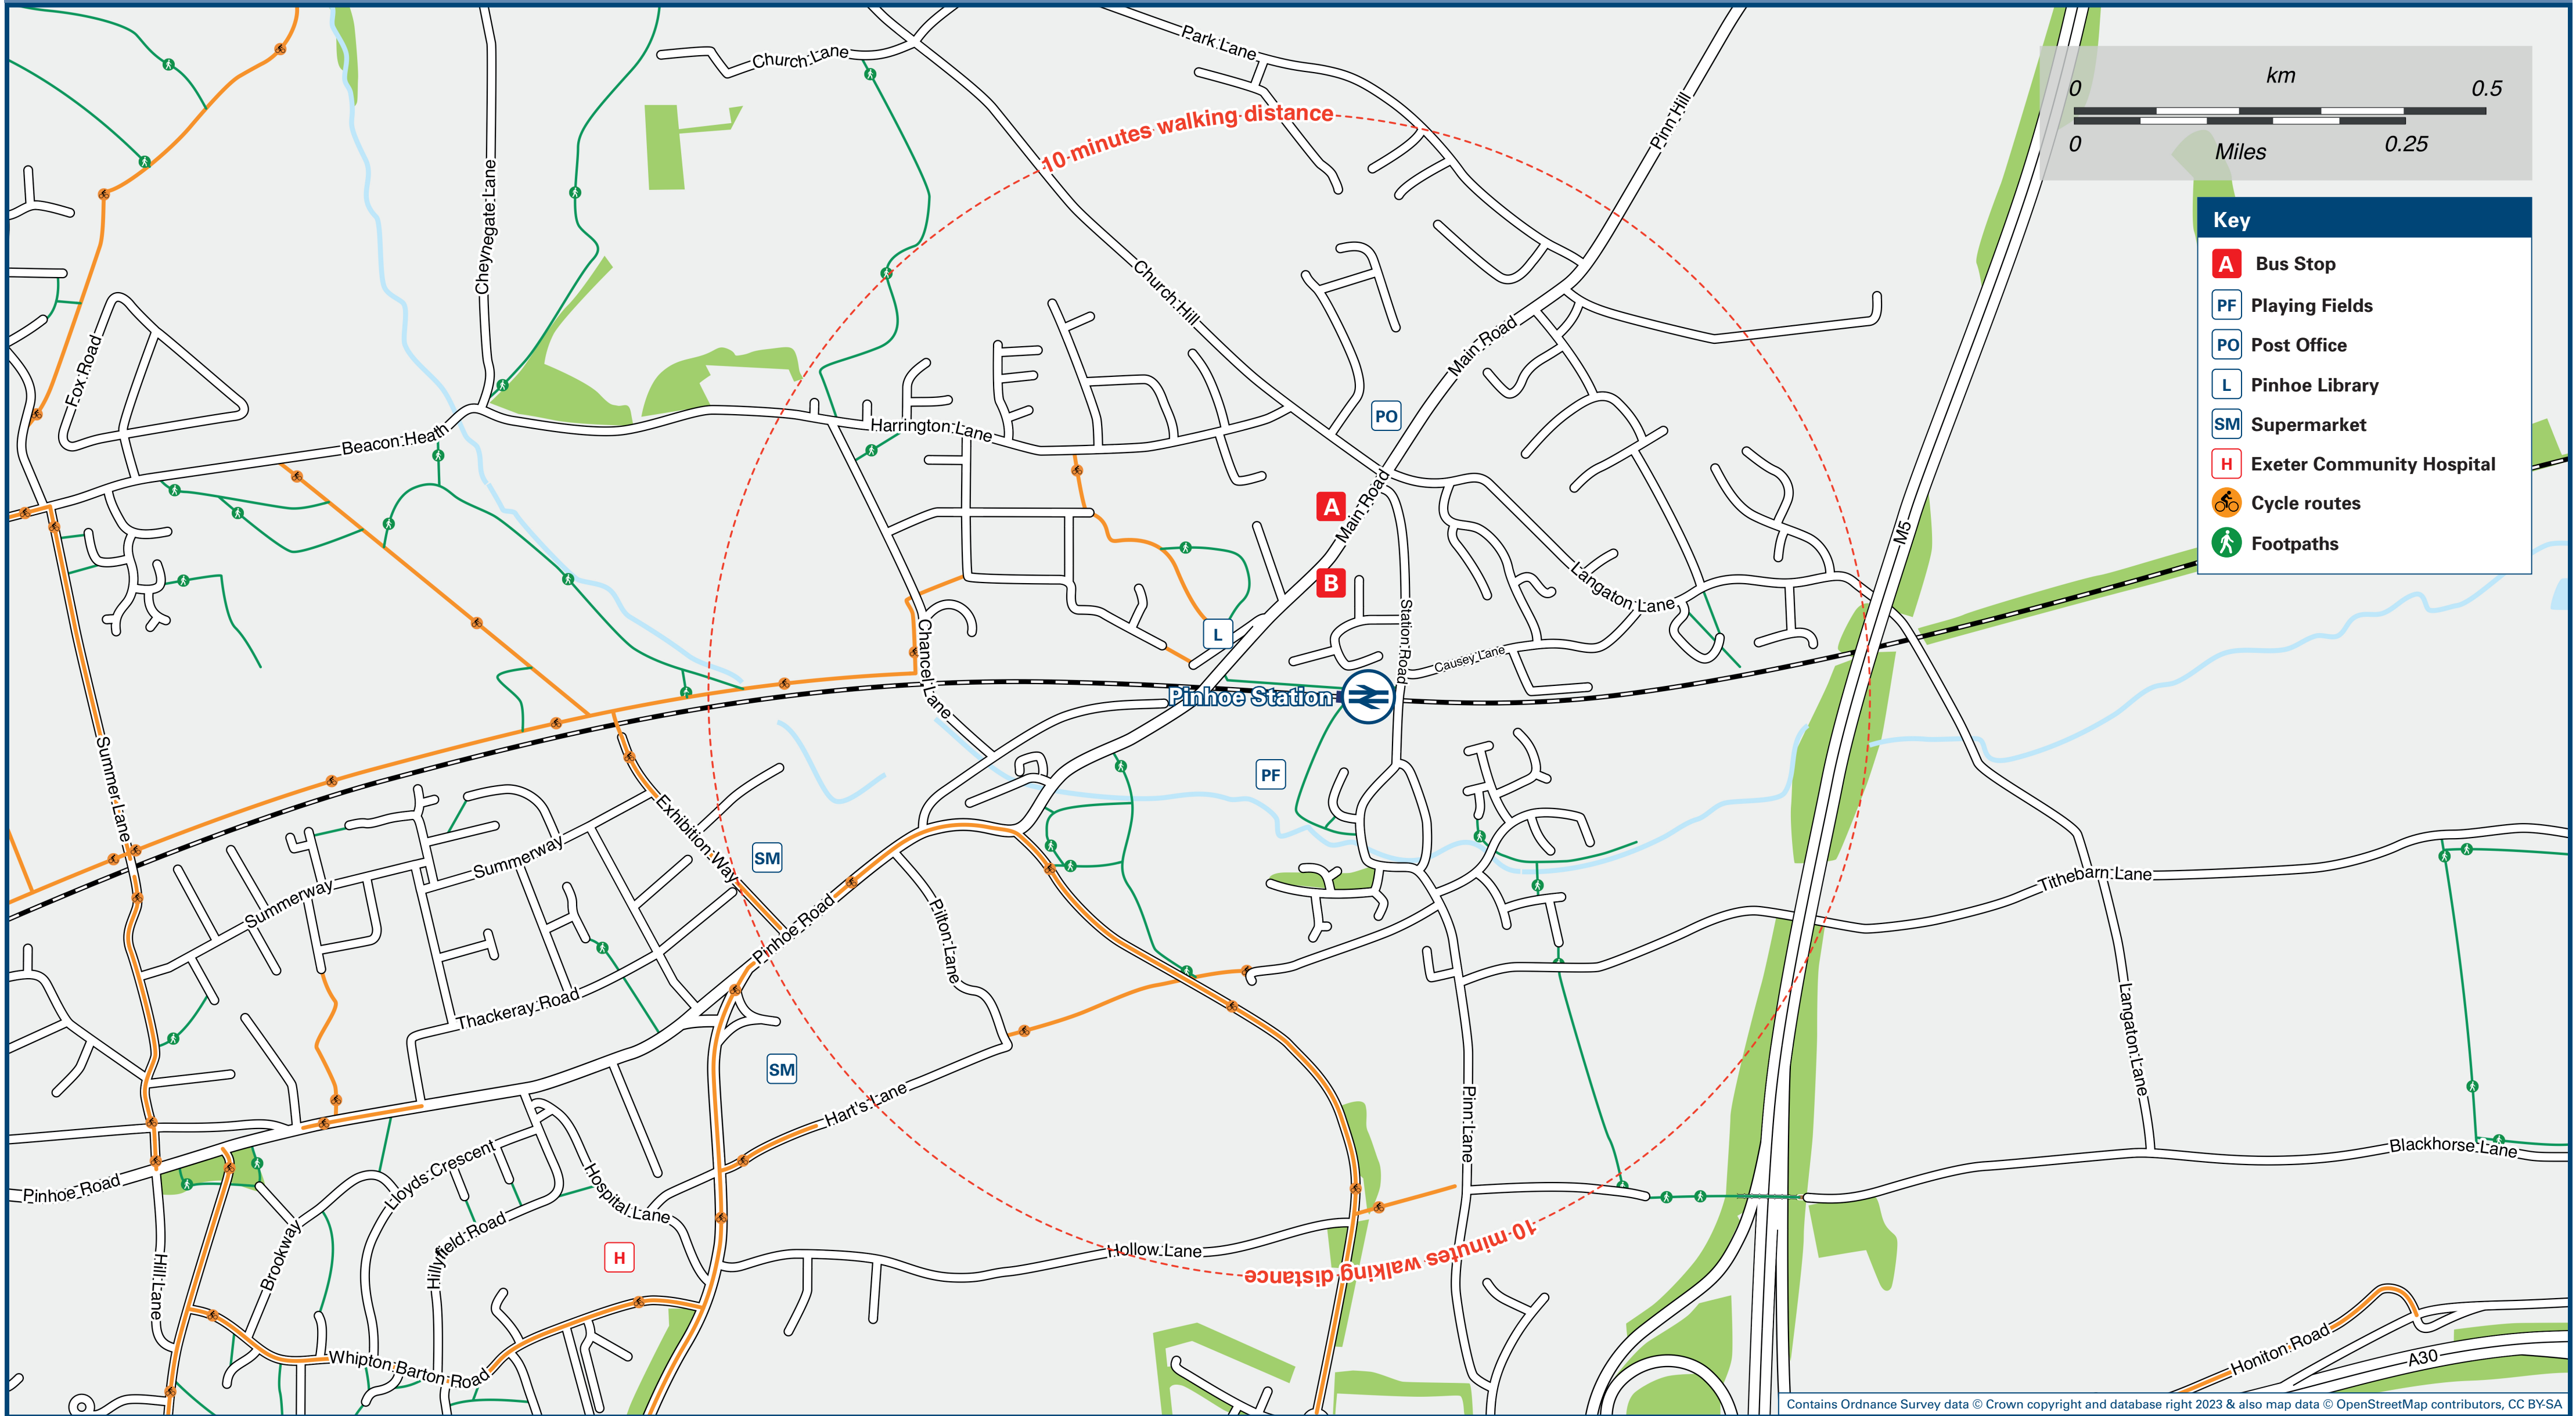 Park Lane
Church Lane
Pinn Hill
km
0 0.5
0 0.25
Miles
10 minutes walking distance
Cheynegate Lane
Church Hill
Key
A Bus Stop
PF Playing Fields
PO Post Office
L Pinhoe Library
SM Supermarket
H Exeter Community Hospital
Cycle routes
Footpaths
Fox Road
Main Road
PO
Beacon Heath
Harrington Lane
A
Main Road
M5
B
Langaton Lane
L
Station Road
Chancel Lane
Causey Lane
Pinhoe Station
Summer Lane
PF
Exhibition Way
SM
Summerway
Summerway
Tithebarn Lane
Pinhoe Road
Pilton Lane
Thackeray Road
Langaton Lane
SM
Hart's Lane
Pinn Lane
Blackhorse Lane
Pinhoe Road
Lloyds Crescent
Hospital Lane
Hillyfield Road
Brookway
Hill Lane
H
Hollow Lane
10 minutes walking distance
Whipton Barton Road
Honiton Road
A30
Contains Ordnance Survey data © Crown copyright and database right 2023 & also map data © OpenStreetMap contributors, CC BY-SA